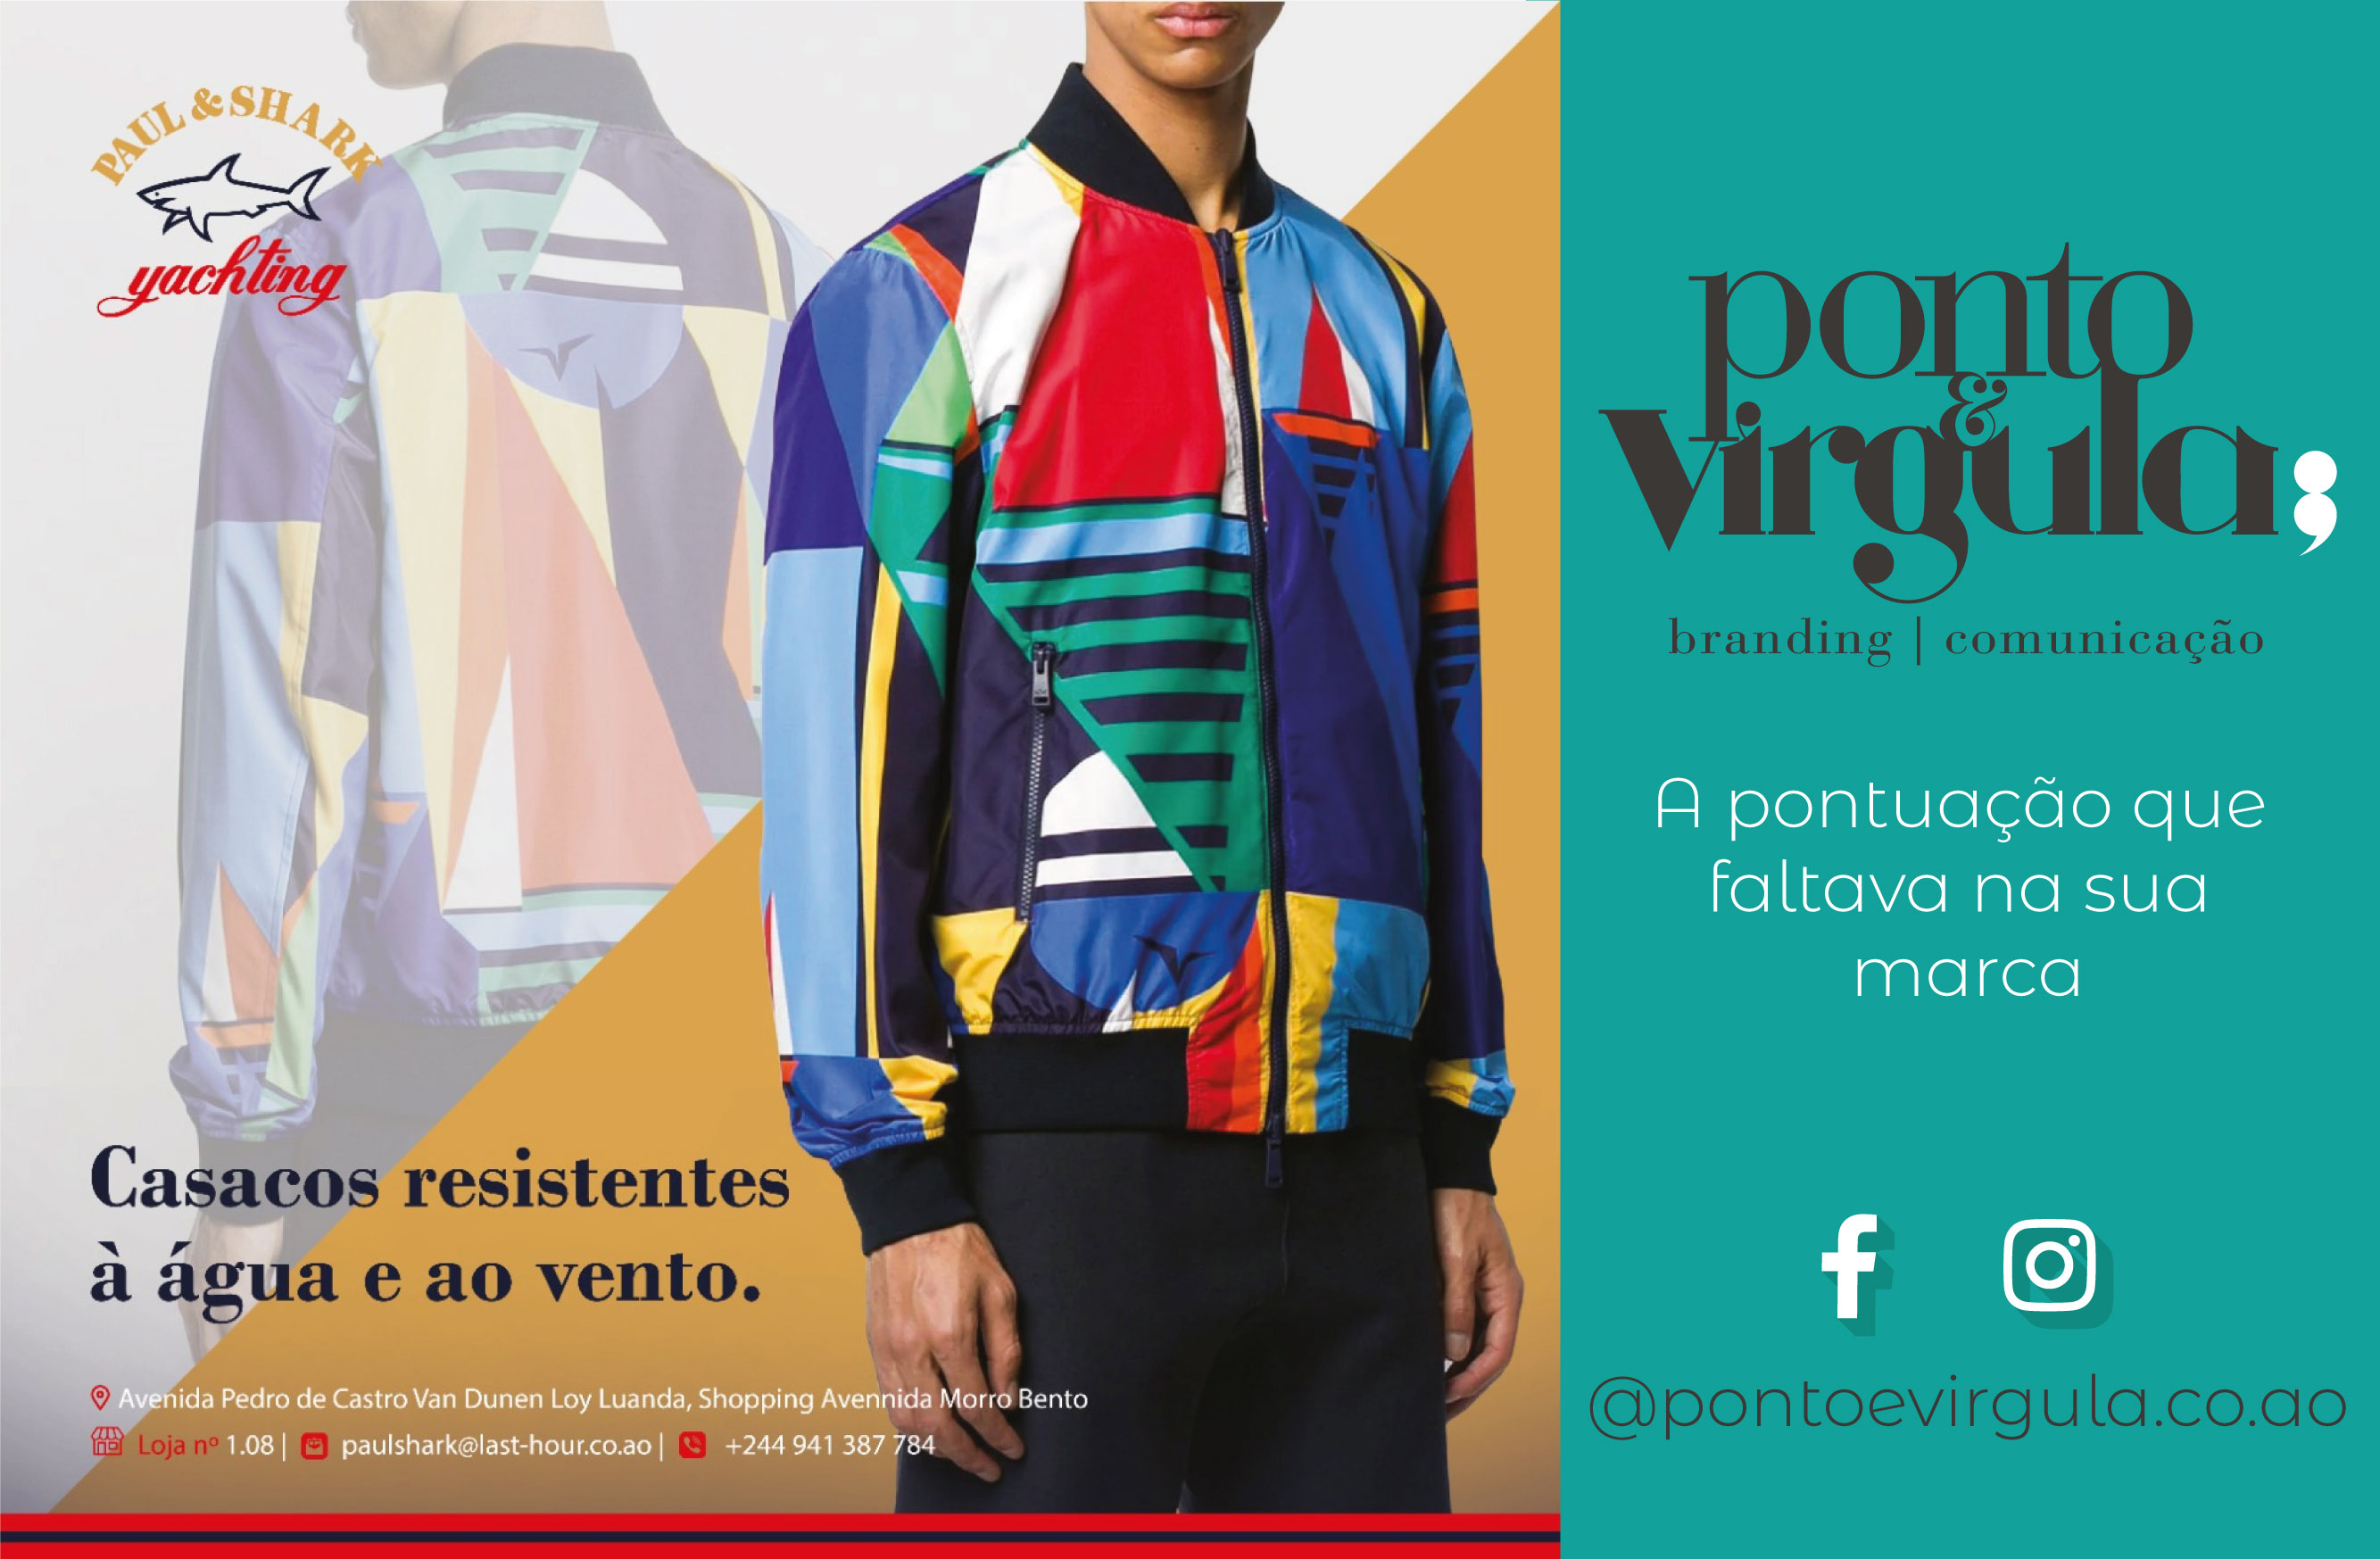 PAUL & SHARK
yachting
Casacos resistentes
à água e ao vento.
Avenida Pedro de Castro Van Dunen Loy Luanda, Shopping Avennida Morro Bento
Loja nº 1.08 | paulshark@last-hour.co.ao | +244 941 387 784
ponto
&
virgula;
branding | comunicação
A pontuação que
faltava na sua
marca
@pontoevirgula.co.ao